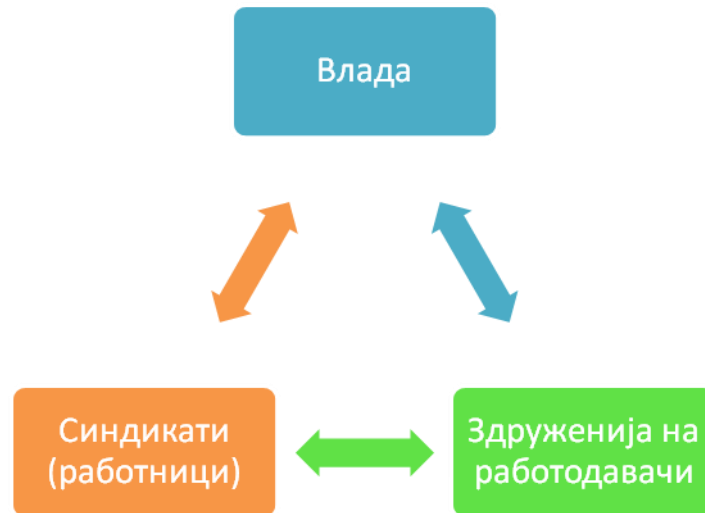 Влада
Синдикати
(работници)
Здруженија на
работодавачи